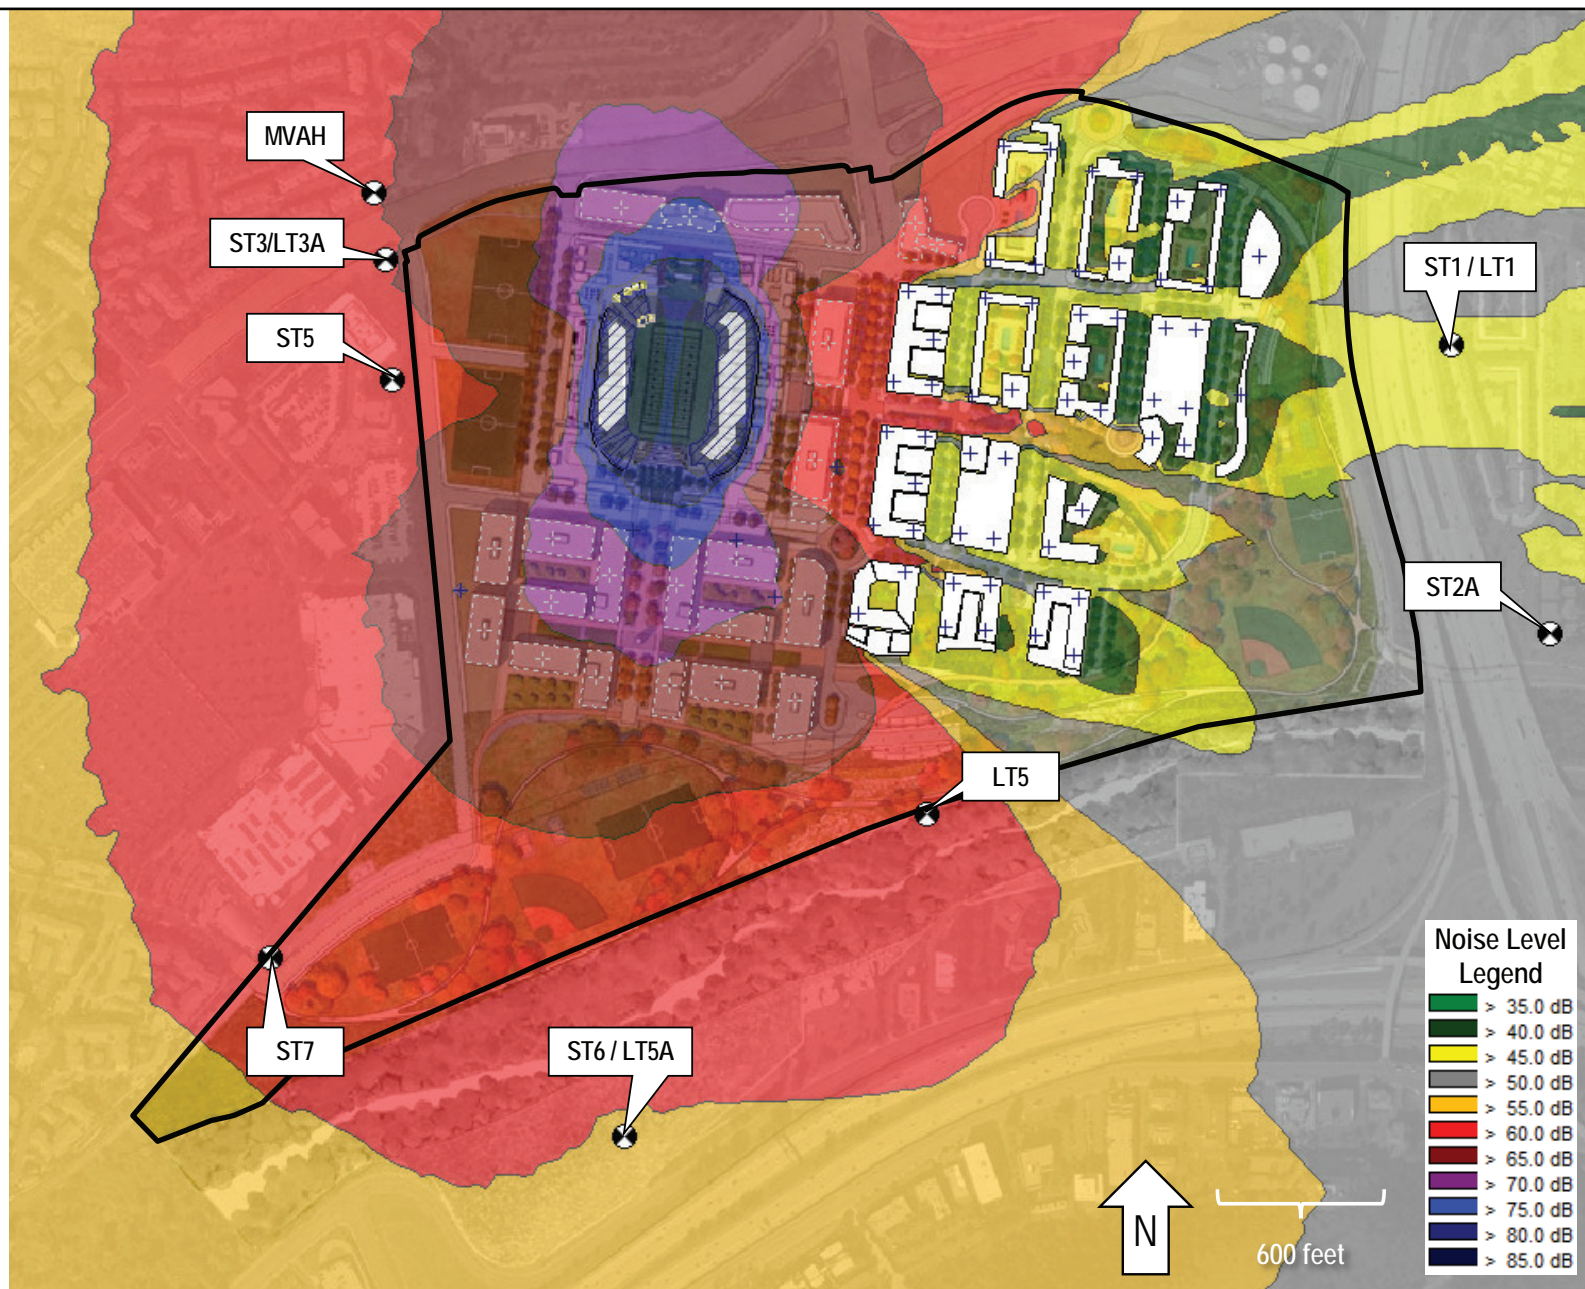 MVAH
ST3/LT3A
ST5
ST1 / LT1
ST2A
LT5
ST7
ST6 / LT5A
N
600 feet
Noise Level
Legend
> 35.0 dB
> 40.0 dB
> 45.0 dB
> 50.0 dB
> 55.0 dB
> 60.0 dB
> 65.0 dB
> 70.0 dB
> 75.0 dB
> 80.0 dB
> 85.0 dB